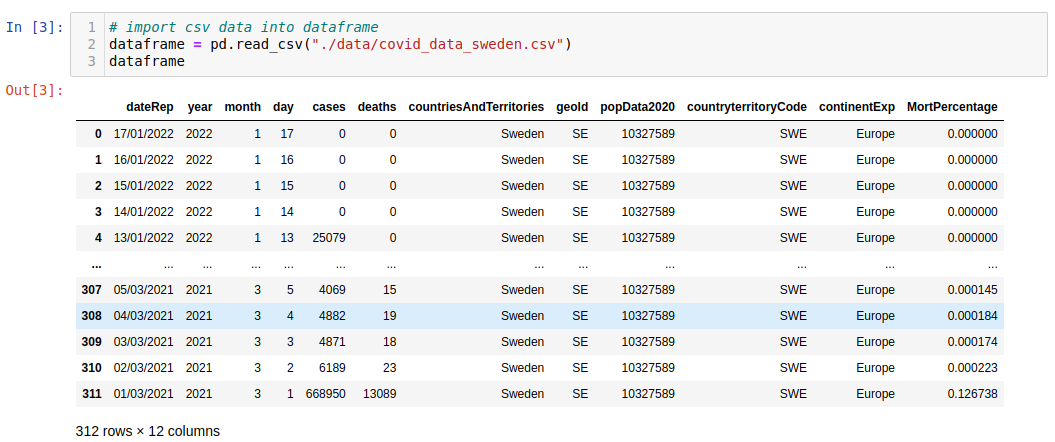 In [3]: 1 # import csv data into dataframe
2 dataframe = pd.read_csv("./data/covid_data_sweden.csv")
3 dataframe
Out[3]:
dateRep year month day cases deaths countriesAndTerritories geoId popData2020 countryterritoryCode continentExp MortPercentage
0 17/01/2022 2022 1 17 0 0 Sweden SE 10327589 SWE Europe 0.000000
1 16/01/2022 2022 1 16 0 0 Sweden SE 10327589 SWE Europe 0.000000
2 15/01/2022 2022 1 15 0 0 Sweden SE 10327589 SWE Europe 0.000000
3 14/01/2022 2022 1 14 0 0 Sweden SE 10327589 SWE Europe 0.000000
4 13/01/2022 2022 1 13 25079 0 Sweden SE 10327589 SWE Europe 0.000000
... ... ... ... ... ... ... ... ... ... ... ... ...
307 05/03/2021 2021 3 5 4069 15 Sweden SE 10327589 SWE Europe 0.000145
308 04/03/2021 2021 3 4 4882 19 Sweden SE 10327589 SWE Europe 0.000184
309 03/03/2021 2021 3 3 4871 18 Sweden SE 10327589 SWE Europe 0.000174
310 02/03/2021 2021 3 2 6189 23 Sweden SE 10327589 SWE Europe 0.000223
311 01/03/2021 2021 3 1 668950 13089 Sweden SE 10327589 SWE Europe 0.126738
312 rows × 12 columns